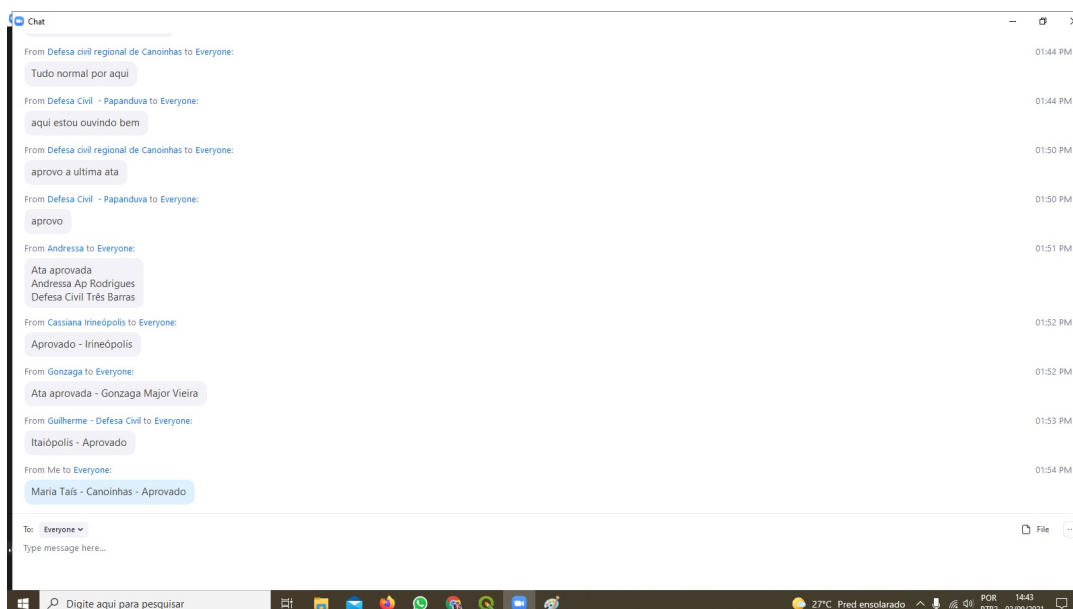 Chat
From Defesa civil regional de Canoinhas to Everyone: 01:44 PM
Tudo normal por aqui
From Defesa Civil - Papanduva to Everyone: 01:44 PM
aqui estou ouvindo bem
From Defesa civil regional de Canoinhas to Everyone: 01:50 PM
aprovo a ultima ata
From Defesa Civil - Papanduva to Everyone: 01:50 PM
aprovo
From Andressa to Everyone: 01:51 PM
Ata aprovada
Andressa Ap Rodrigues
Defesa Civil Três Barras
From Cassiana Irineópolis to Everyone: 01:52 PM
Aprovado - Irineópolis
From Gonzaga to Everyone: 01:52 PM
Ata aprovada - Gonzaga Major Vieira
From Guilherme - Defesa Civil to Everyone: 01:53 PM
Itaiópolis - Aprovado
From Me to Everyone: 01:54 PM
Maria Taís - Canoinhas - Aprovado
To: Everyone File
Type message here...
Digite aqui para pesquisar 27°C Pred ensolarado POR 14:43
PTB2 03/09/2021